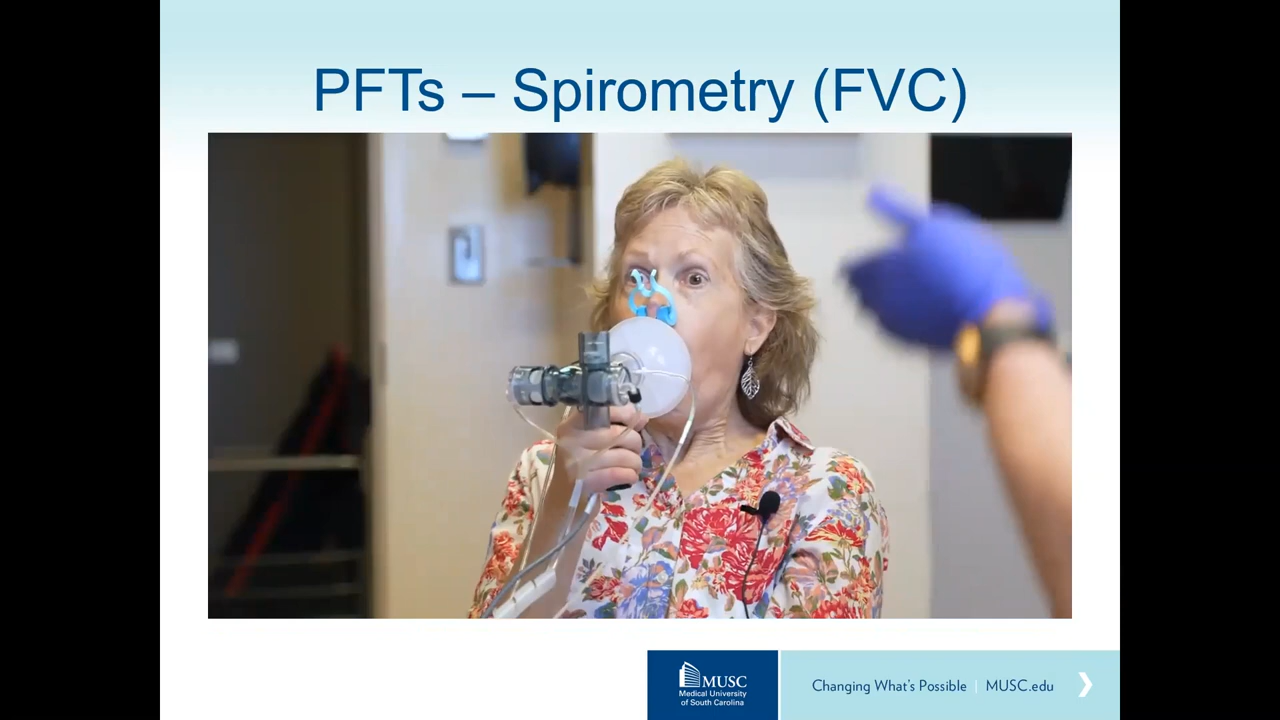 PFTs – Spirometry (FVC)
MUSC
Medical University
of South Carolina
Changing What's Possible | MUSC.edu